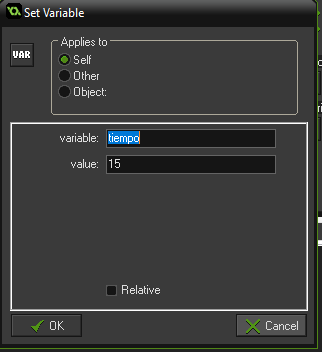 Set Variable
VAR
Applies to
Self
Other
Object:
variable: tiempo
value: 15
Relative
OK
Cancel